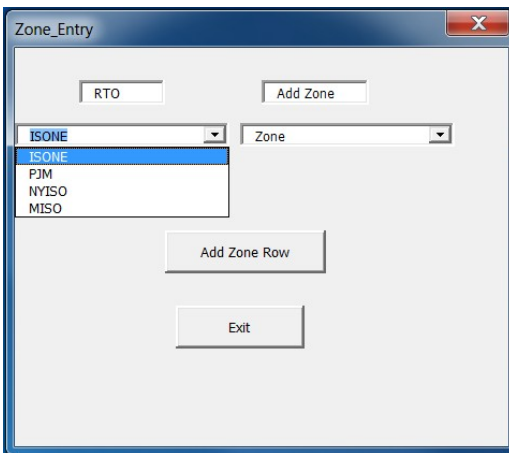 Zone_Entry
RTO
Add Zone
ISONE
Zone
ISONE
PJM
NYISO
MISO
Add Zone Row
Exit